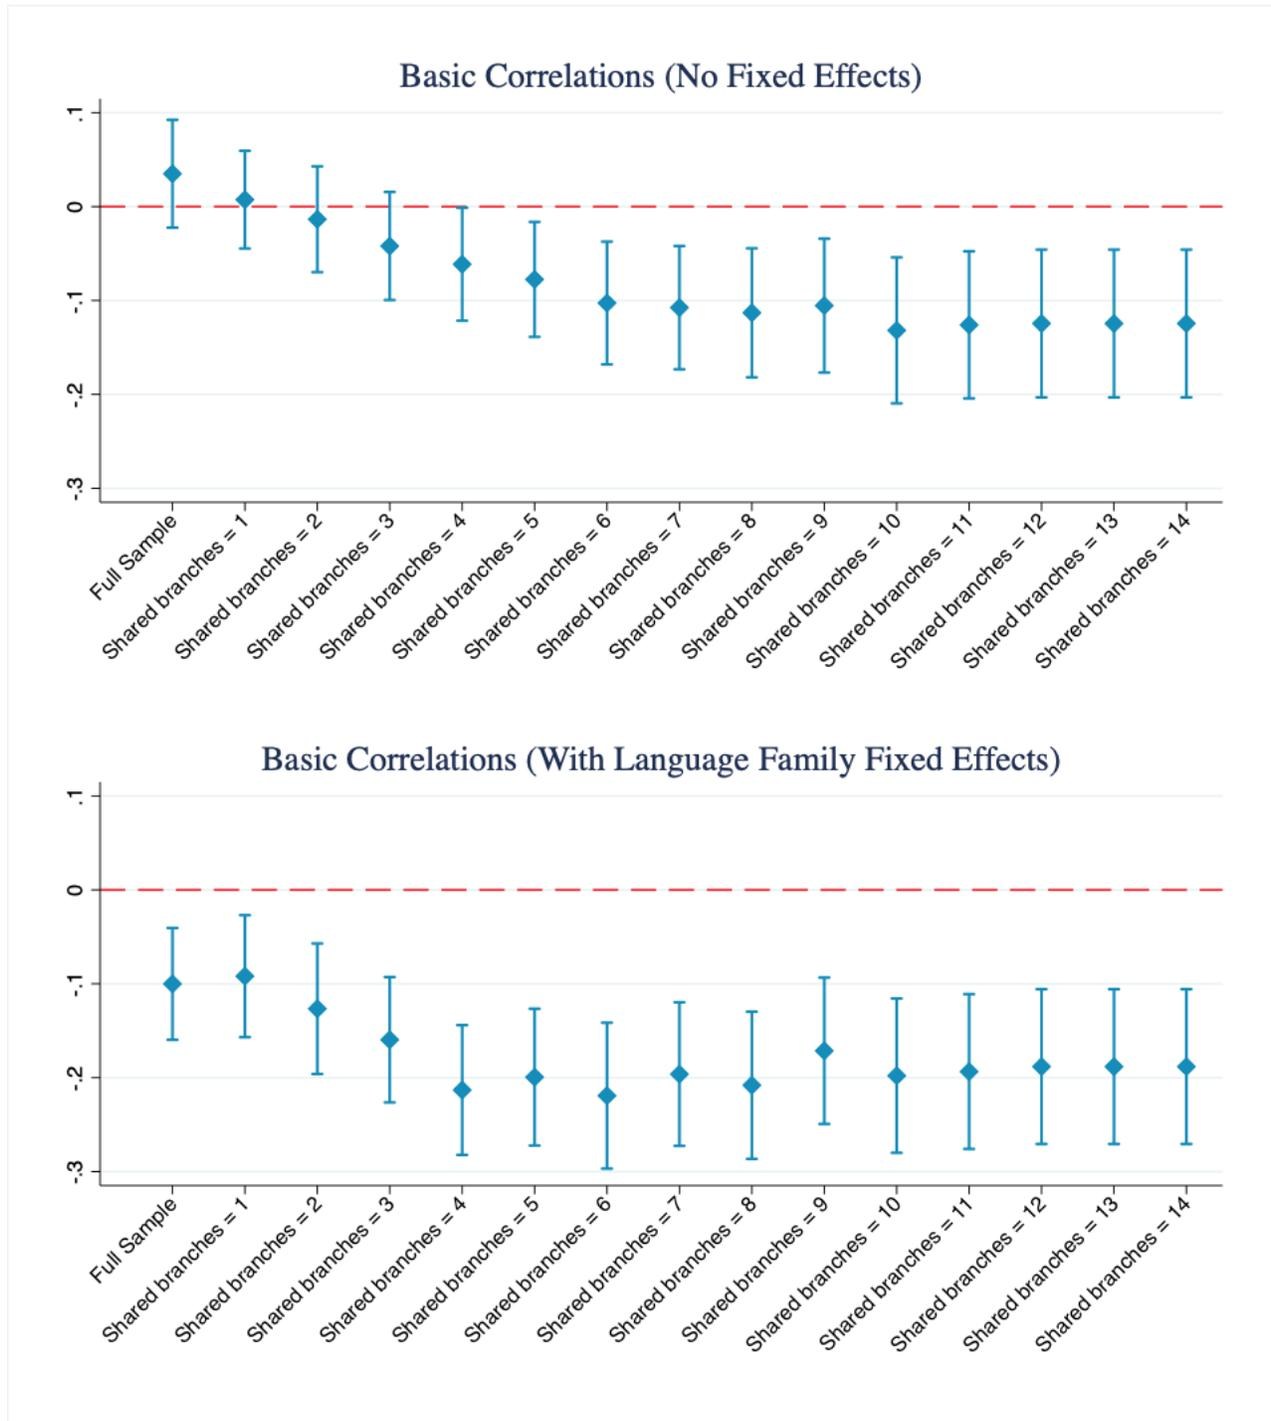 Basic Correlations (No Fixed Effects)
.1
0
-.1
-.2
-.3
Full Sample
Shared branches = 1
Shared branches = 2
Shared branches = 3
Shared branches = 4
Shared branches = 5
Shared branches = 6
Shared branches = 7
Shared branches = 8
Shared branches = 9
Shared branches = 10
Shared branches = 11
Shared branches = 12
Shared branches = 13
Shared branches = 14
Basic Correlations (With Language Family Fixed Effects)
.1
0
-.1
-.2
-.3
Full Sample
Shared branches = 1
Shared branches = 2
Shared branches = 3
Shared branches = 4
Shared branches = 5
Shared branches = 6
Shared branches = 7
Shared branches = 8
Shared branches = 9
Shared branches = 10
Shared branches = 11
Shared branches = 12
Shared branches = 13
Shared branches = 14